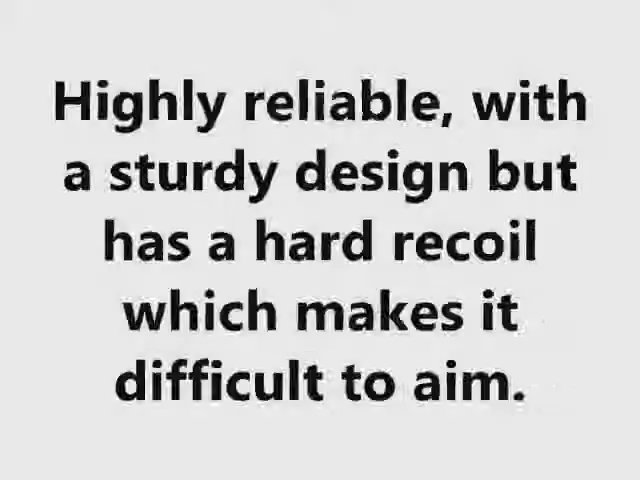 Highly reliable, with
a sturdy design but
has a hard recoil
which makes it
difficult to aim.